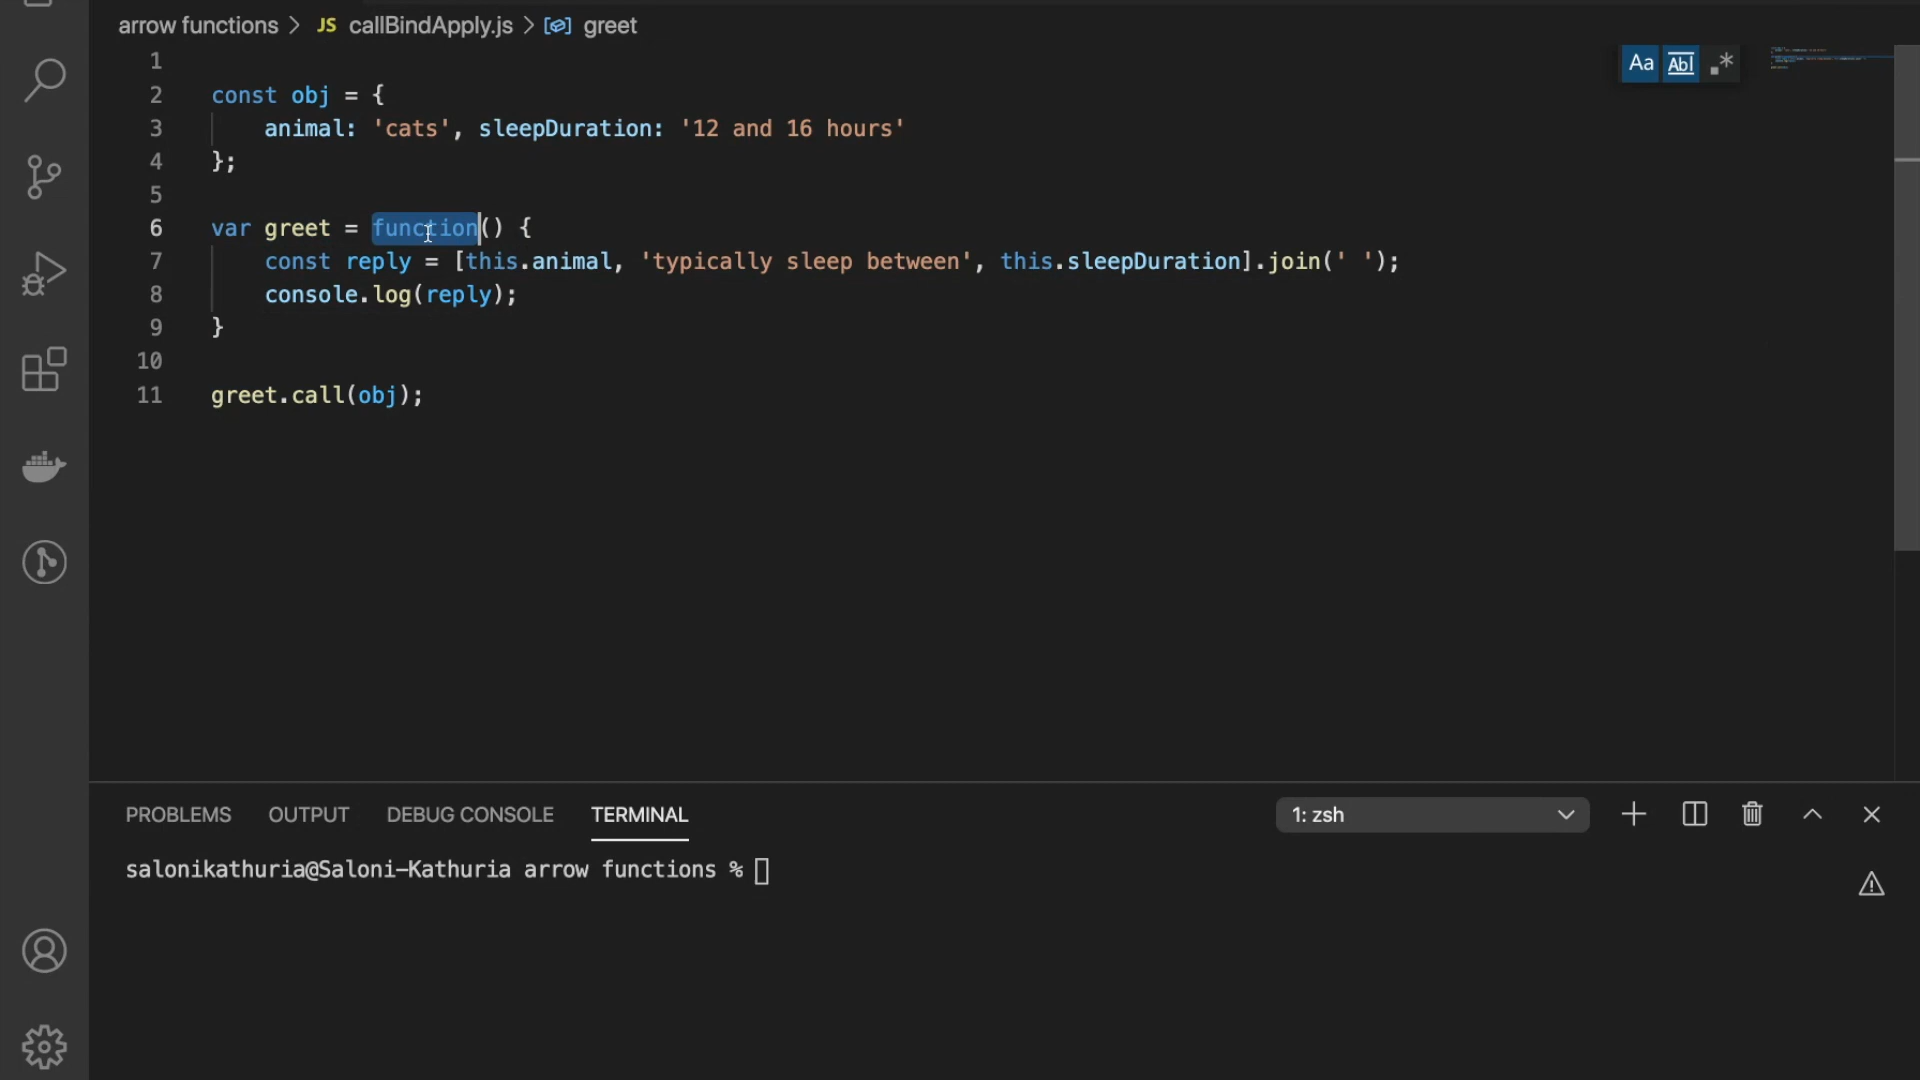 arrow functions > JS callBindApply.js > greet
Aa Abl .*
1
2 const obj = {
3 animal: 'cats', sleepDuration: '12 and 16 hours'
4 };
5
6 var greet = function() {
7 const reply = [this.animal, 'typically sleep between', this.sleepDuration].join(' ');
8 console.log(reply);
9 }
10
11 greet.call(obj);
PROBLEMS OUTPUT DEBUG CONSOLE TERMINAL 1: zsh
salonikathuria@Saloni-Kathuria arrow functions %